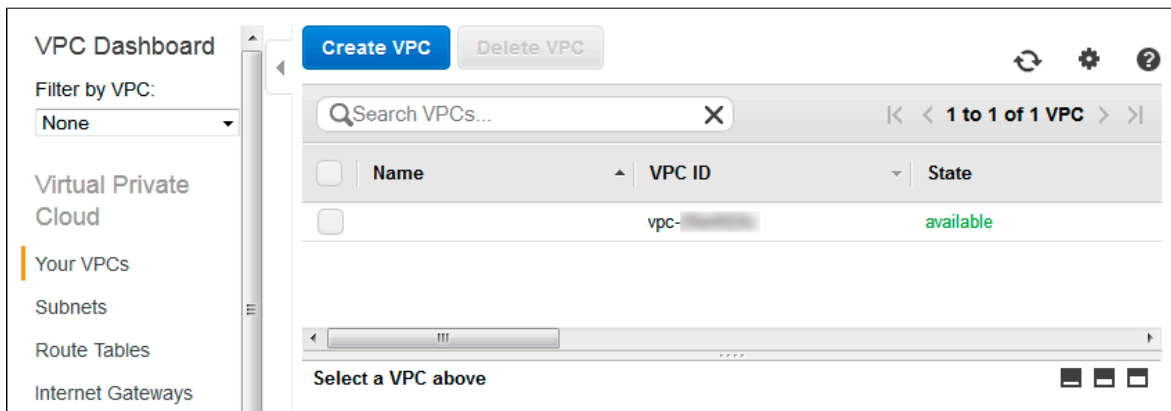 VPC Dashboard
Filter by VPC:
None
Virtual Private
Cloud
Your VPCs
Subnets
Route Tables
Internet Gateways
Create VPC
Delete VPC
Search VPCs...
1 to 1 of 1 VPC
Name
VPC ID
State
vpc-
available
Select a VPC above